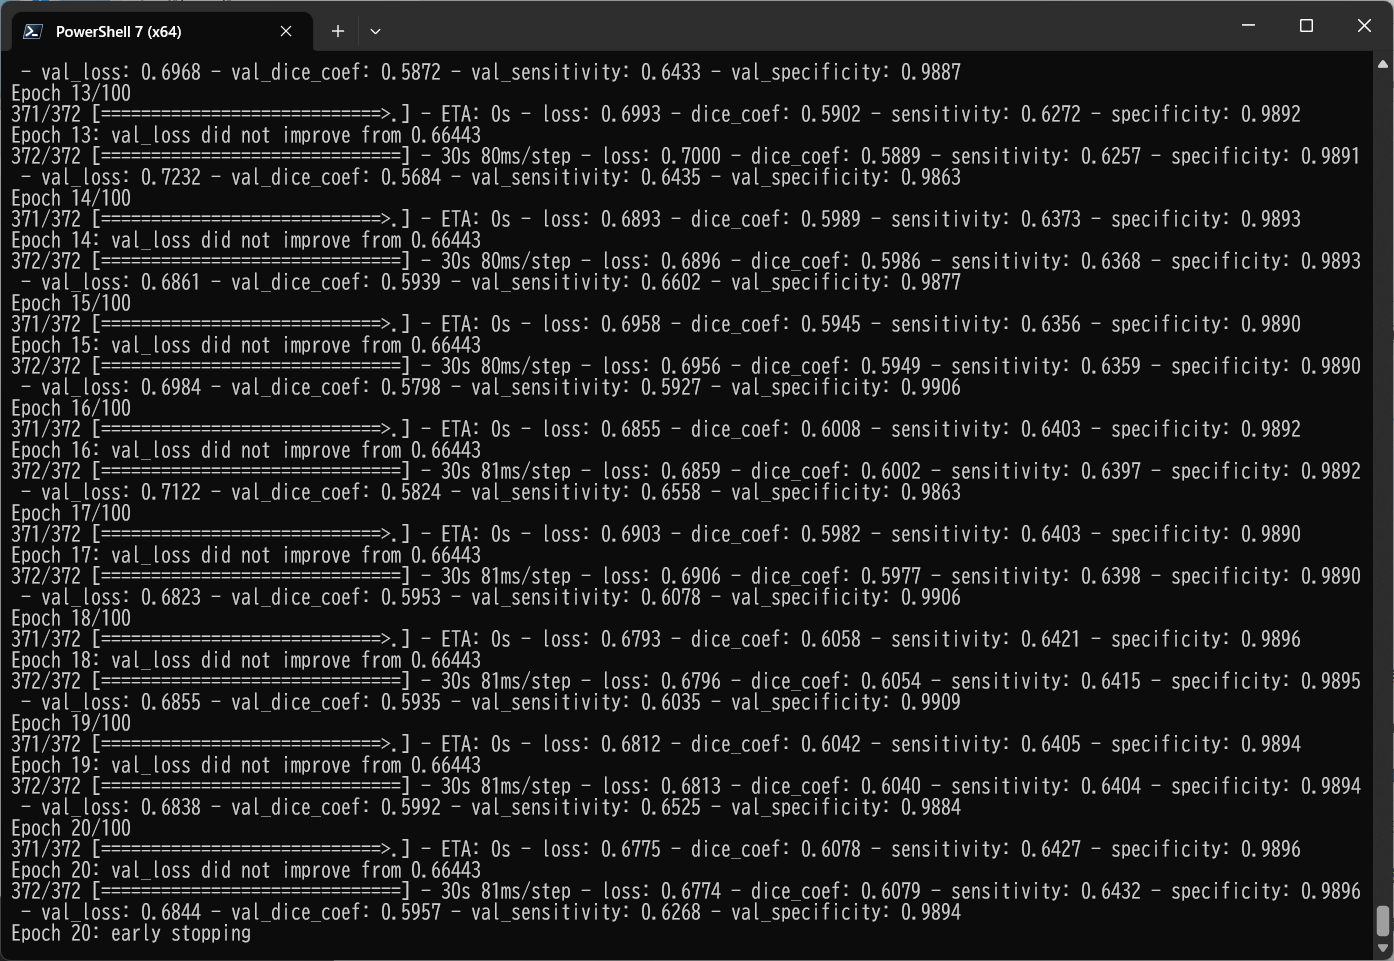 PowerShell 7 (x64)
- val_loss: 0.6968 - val_dice_coef: 0.5872 - val_sensitivity: 0.6433 - val_specificity: 0.9887
Epoch 13/100
371/372 [============================>.] - ETA: 0s - loss: 0.6993 - dice_coef: 0.5902 - sensitivity: 0.6272 - specificity: 0.9892
Epoch 13: val_loss did not improve from 0.66443
372/372 [==============================] - 30s 80ms/step - loss: 0.7000 - dice_coef: 0.5889 - sensitivity: 0.6257 - specificity: 0.9891
- val_loss: 0.7232 - val_dice_coef: 0.5684 - val_sensitivity: 0.6435 - val_specificity: 0.9863
Epoch 14/100
371/372 [============================>.] - ETA: 0s - loss: 0.6893 - dice_coef: 0.5989 - sensitivity: 0.6373 - specificity: 0.9893
Epoch 14: val_loss did not improve from 0.66443
372/372 [==============================] - 30s 80ms/step - loss: 0.6896 - dice_coef: 0.5986 - sensitivity: 0.6368 - specificity: 0.9893
- val_loss: 0.6861 - val_dice_coef: 0.5939 - val_sensitivity: 0.6602 - val_specificity: 0.9877
Epoch 15/100
371/372 [============================>.] - ETA: 0s - loss: 0.6958 - dice_coef: 0.5945 - sensitivity: 0.6356 - specificity: 0.9890
Epoch 15: val_loss did not improve from 0.66443
372/372 [==============================] - 30s 80ms/step - loss: 0.6956 - dice_coef: 0.5949 - sensitivity: 0.6359 - specificity: 0.9890
- val_loss: 0.6984 - val_dice_coef: 0.5798 - val_sensitivity: 0.5927 - val_specificity: 0.9906
Epoch 16/100
371/372 [============================>.] - ETA: 0s - loss: 0.6855 - dice_coef: 0.6008 - sensitivity: 0.6403 - specificity: 0.9892
Epoch 16: val_loss did not improve from 0.66443
372/372 [==============================] - 30s 81ms/step - loss: 0.6859 - dice_coef: 0.6002 - sensitivity: 0.6397 - specificity: 0.9892
- val_loss: 0.7122 - val_dice_coef: 0.5824 - val_sensitivity: 0.6558 - val_specificity: 0.9863
Epoch 17/100
371/372 [============================>.] - ETA: 0s - loss: 0.6903 - dice_coef: 0.5982 - sensitivity: 0.6403 - specificity: 0.9890
Epoch 17: val_loss did not improve from 0.66443
372/372 [==============================] - 30s 81ms/step - loss: 0.6906 - dice_coef: 0.5977 - sensitivity: 0.6398 - specificity: 0.9890
- val_loss: 0.6823 - val_dice_coef: 0.5953 - val_sensitivity: 0.6078 - val_specificity: 0.9906
Epoch 18/100
371/372 [============================>.] - ETA: 0s - loss: 0.6793 - dice_coef: 0.6058 - sensitivity: 0.6421 - specificity: 0.9896
Epoch 18: val_loss did not improve from 0.66443
372/372 [==============================] - 30s 81ms/step - loss: 0.6796 - dice_coef: 0.6054 - sensitivity: 0.6415 - specificity: 0.9895
- val_loss: 0.6855 - val_dice_coef: 0.5935 - val_sensitivity: 0.6035 - val_specificity: 0.9909
Epoch 19/100
371/372 [============================>.] - ETA: 0s - loss: 0.6812 - dice_coef: 0.6042 - sensitivity: 0.6405 - specificity: 0.9894
Epoch 19: val_loss did not improve from 0.66443
372/372 [==============================] - 30s 81ms/step - loss: 0.6813 - dice_coef: 0.6040 - sensitivity: 0.6404 - specificity: 0.9894
- val_loss: 0.6838 - val_dice_coef: 0.5992 - val_sensitivity: 0.6525 - val_specificity: 0.9884
Epoch 20/100
371/372 [============================>.] - ETA: 0s - loss: 0.6775 - dice_coef: 0.6078 - sensitivity: 0.6427 - specificity: 0.9896
Epoch 20: val_loss did not improve from 0.66443
372/372 [==============================] - 30s 81ms/step - loss: 0.6774 - dice_coef: 0.6079 - sensitivity: 0.6432 - specificity: 0.9896
- val_loss: 0.6844 - val_dice_coef: 0.5957 - val_sensitivity: 0.6268 - val_specificity: 0.9894
Epoch 20: early stopping